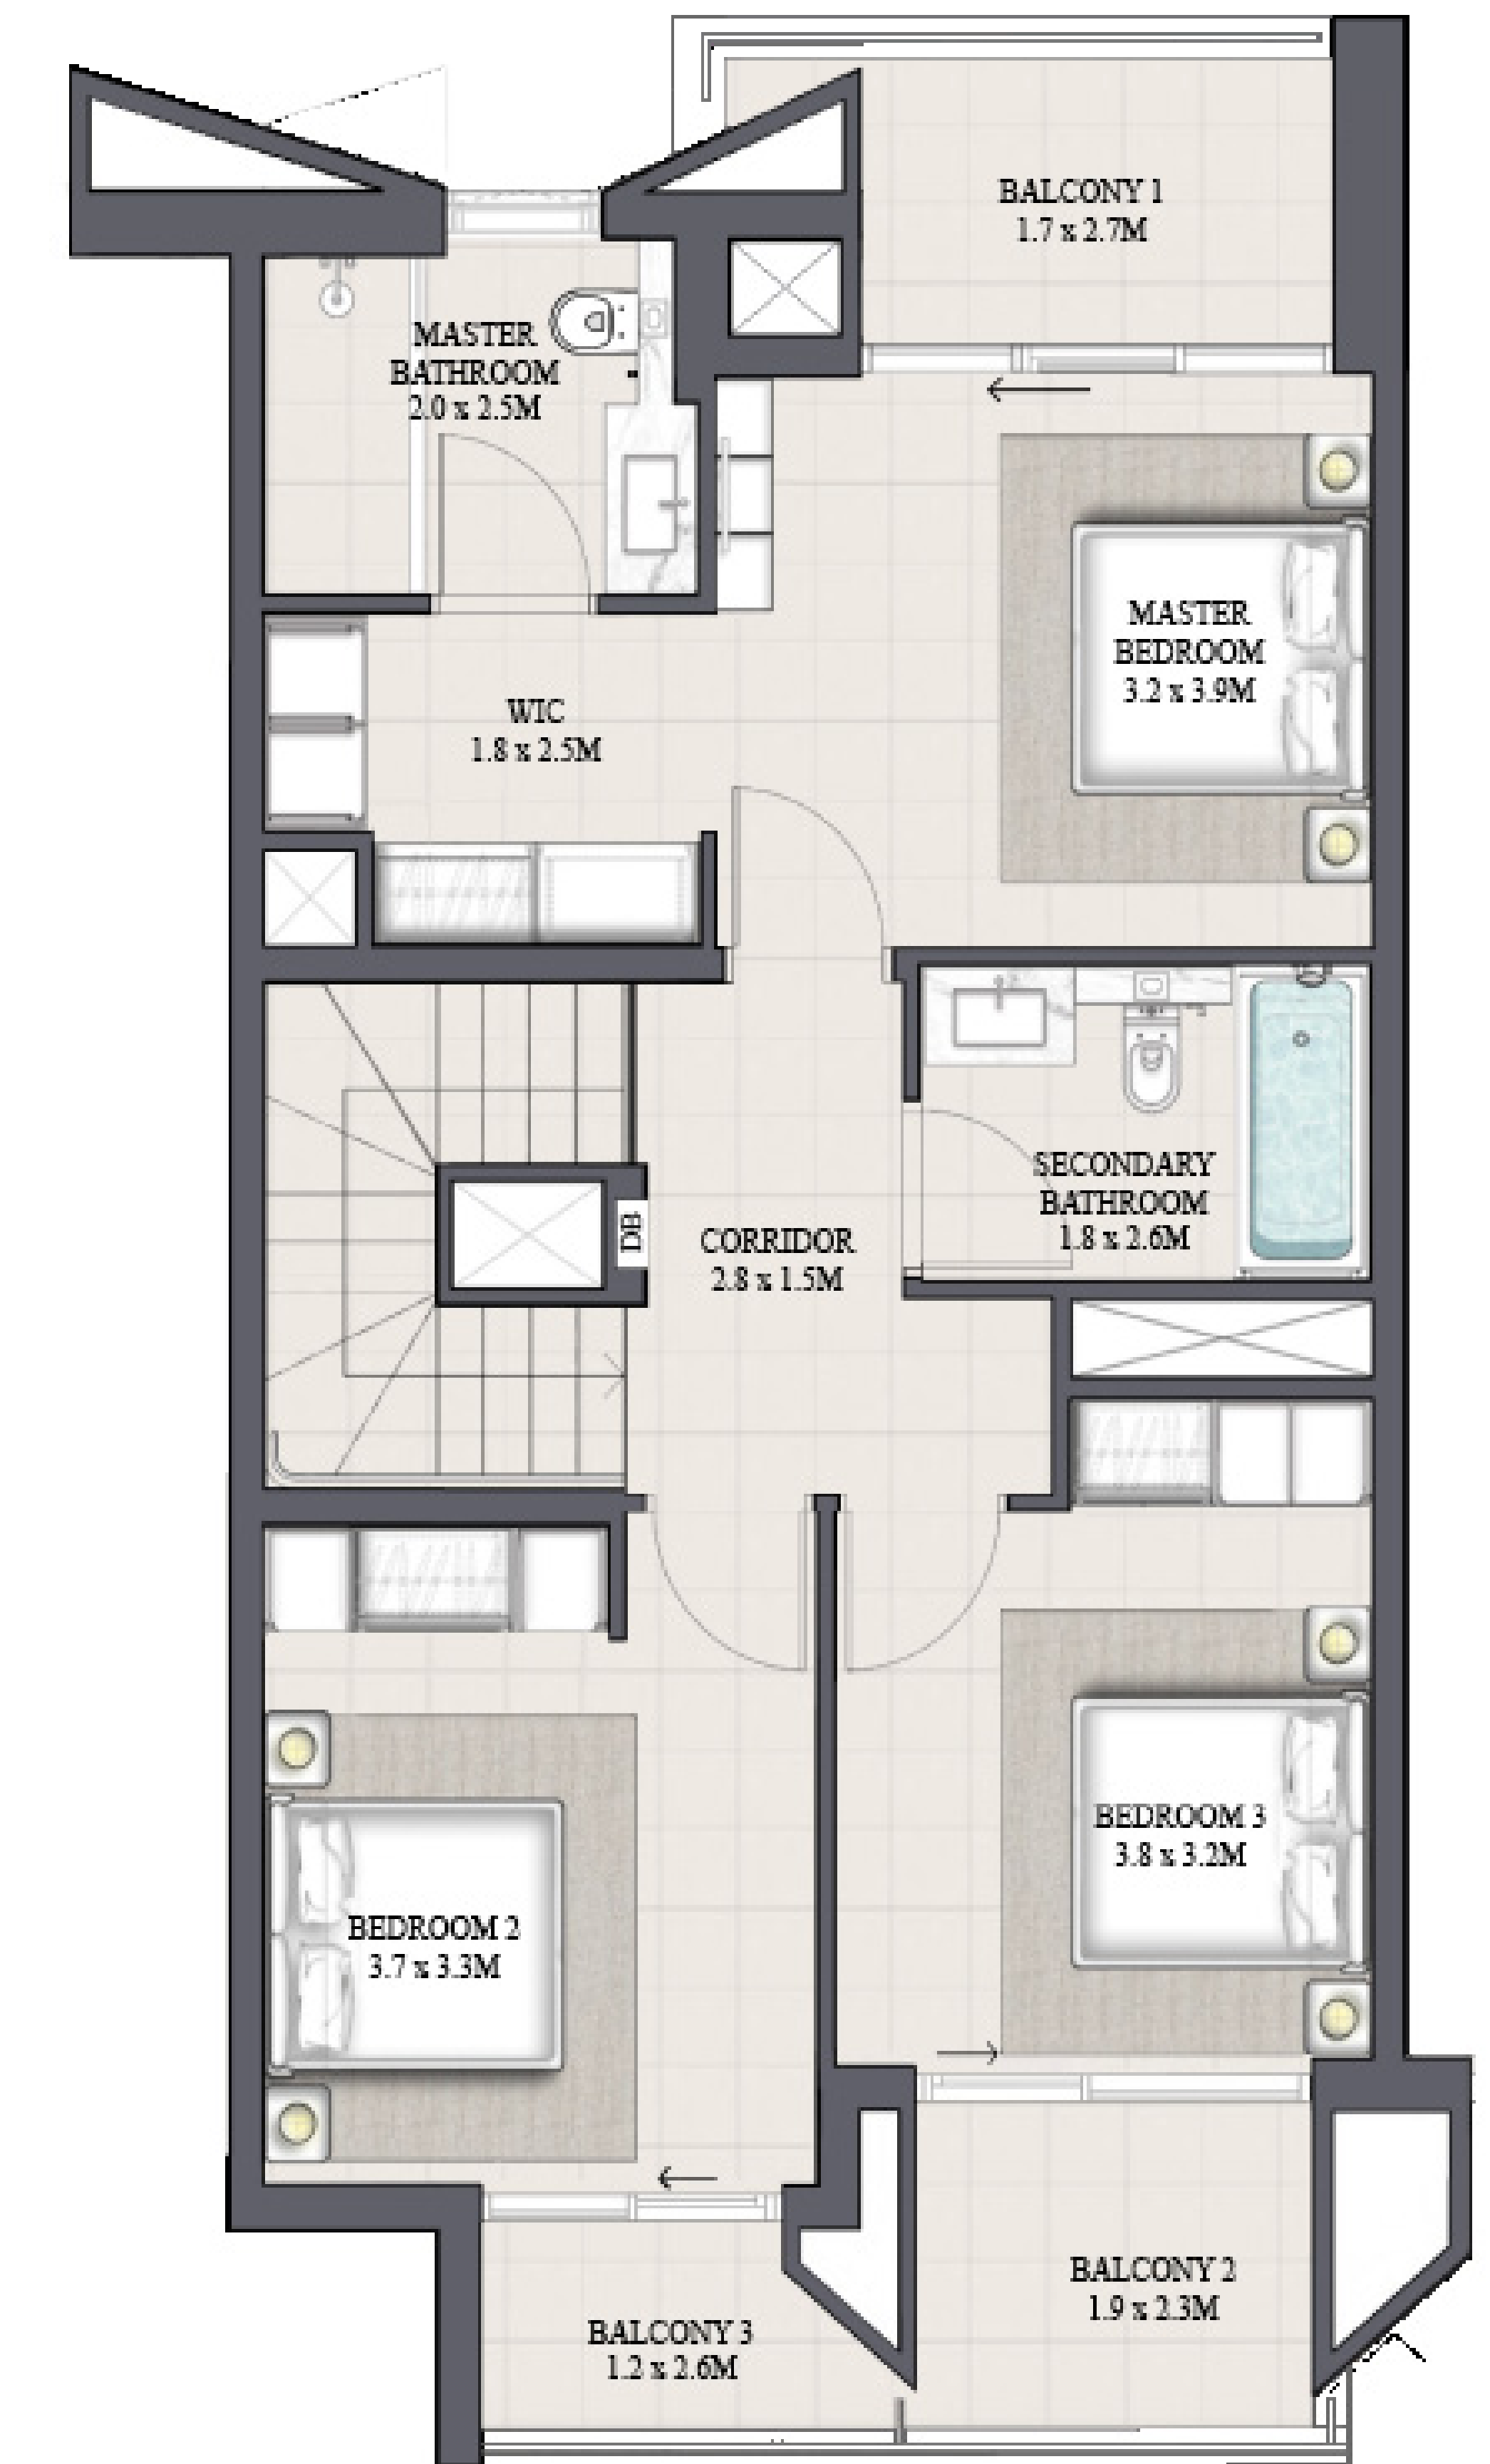 BALCONY 1
1.7 x 2.7M
MASTER
BATHROOM
2.0 x 2.5M
MASTER
BEDROOM
3.2 x 3.9M
WIC
1.8 x 2.5M
SECONDARY
BATHROOM
1.8 x 2.6M
DB
CORRIDOR
2.8 x 1.5M
BEDROOM 3
3.8 x 3.2M
BEDROOM 2
3.7 x 3.3M
BALCONY 2
1.9 x 2.3M
BALCONY 3
1.2 x 2.6M